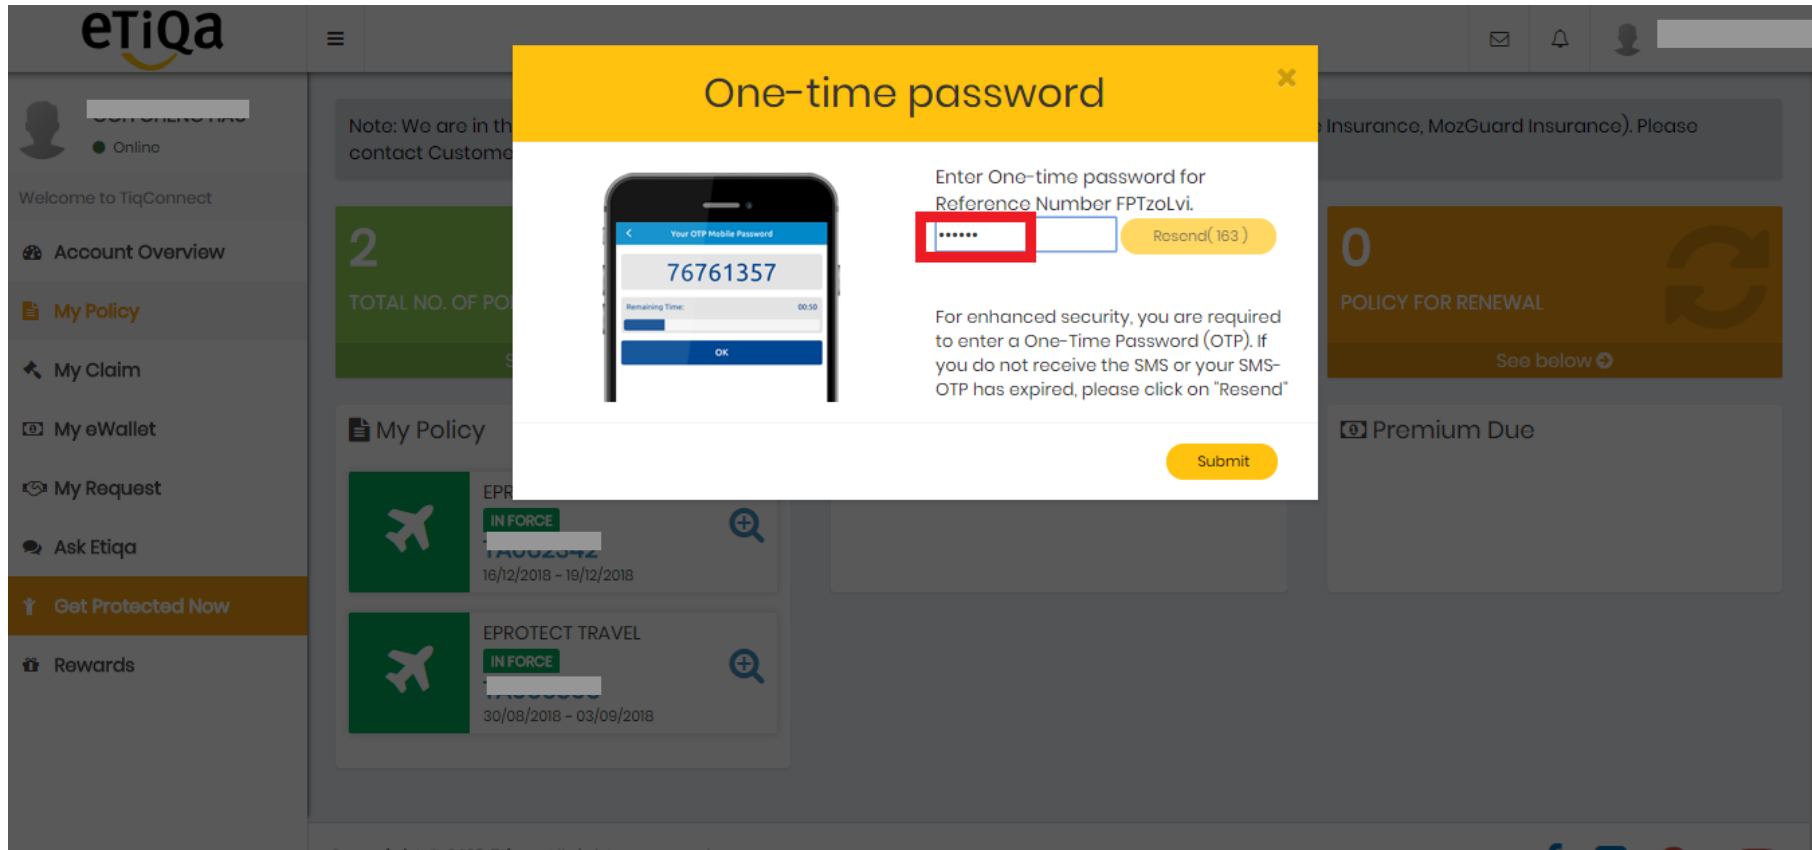 eTiQa
One-time password
Online
Note: We are in th
Insurance, MozGuard Insurance). Please
contact Custome
Welcome to TiqConnect
Account Overview
My Policy
My Claim
My eWallet
My Request
Ask Etiqa
Get Protected Now
Rewards
2
TOTAL NO. OF PO
Your OTP Mobile Password
76761357
Remaining Time: 00:50
OK
Enter One-time password for
Reference Number FPTzoLvi.
••••••
Resend( 163 )
For enhanced security, you are required
to enter a One-Time Password (OTP). If
you do not receive the SMS or your SMS-
OTP has expired, please click on "Resend"
Submit
0
POLICY FOR RENEWAL
See below
My Policy
EPR
IN FORCE
16/12/2018 - 19/12/2018
EPROTECT TRAVEL
IN FORCE
30/08/2018 - 03/09/2018
Premium Due